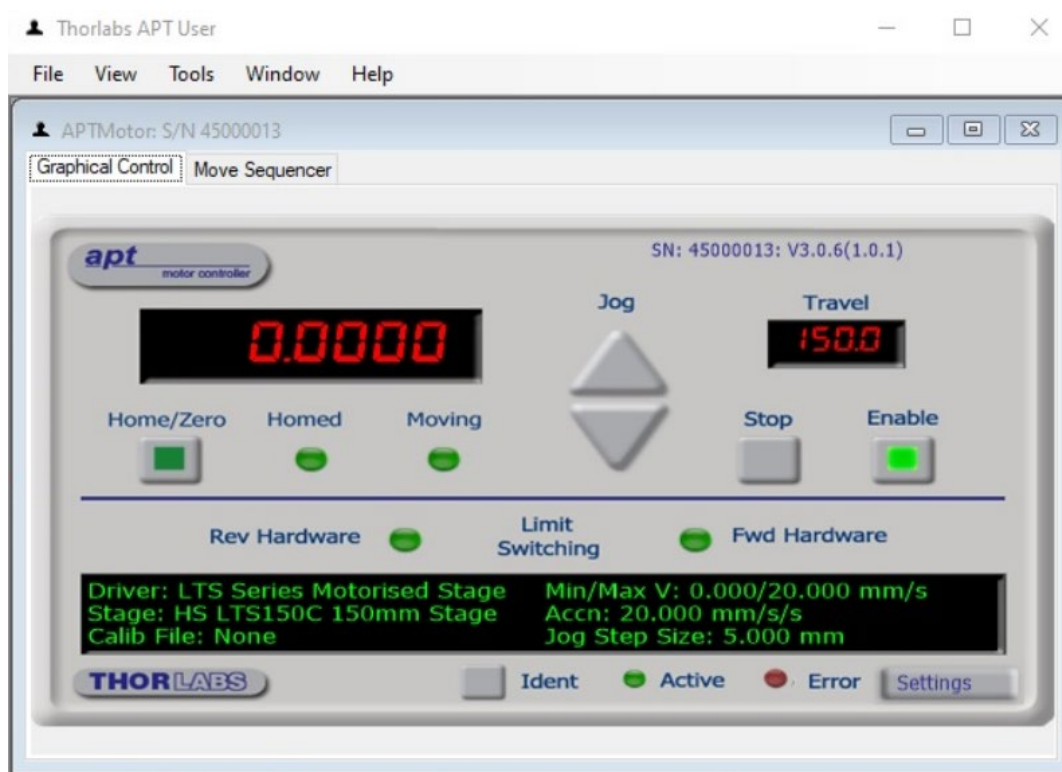 Thorlabs APT User
File View Tools Window Help
APTMotor: S/N 45000013
Graphical Control Move Sequencer
apt
motor controller
SN: 45000013: V3.0.6(1.0.1)
0.0000
Jog
Travel
150.0
Home/Zero Homed Moving
Stop Enable
Rev Hardware Limit Switching Fwd Hardware
Driver: LTS Series Motorised Stage Min/Max V: 0.000/20.000 mm/s
Stage: HS LTS150C 150mm Stage Accn: 20.000 mm/s/s
Calib File: None Jog Step Size: 5.000 mm
THORLABS Ident Active Error Settings